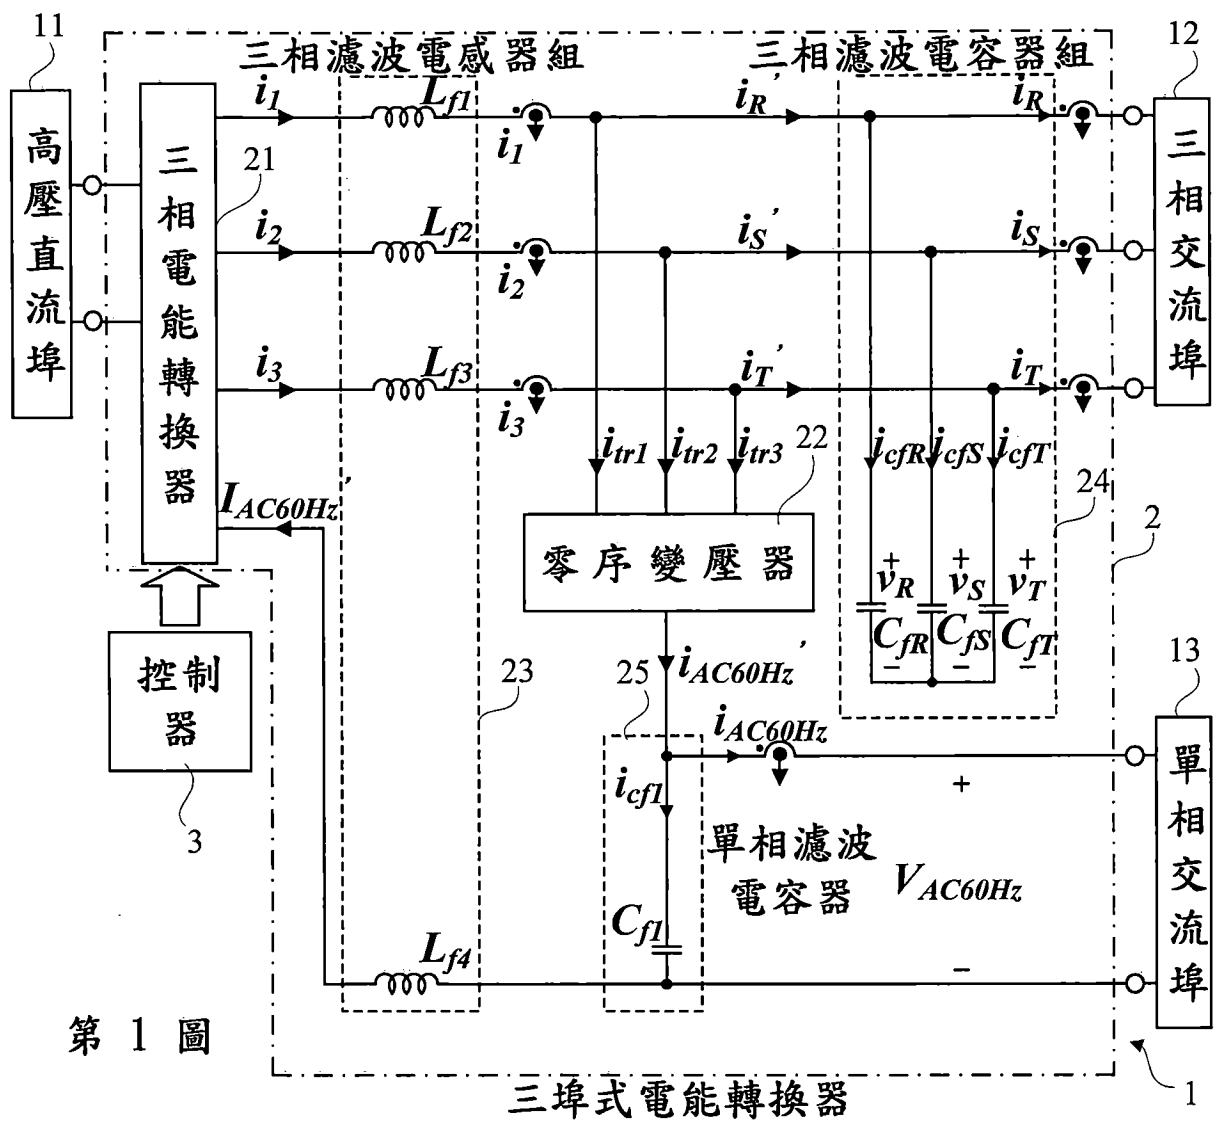 11
三相濾波電感器組
三相濾波電容器組
12
高壓直流埠
三相電能轉換器
21
i1
Lf1
i1
iR'
iR
三相交流埠
i2
Lf2
i2
iS'
iS
i3
Lf3
i3
iT'
iT
itr1
itr2
itr3
22
icfR
icfS
icfT
24
2
IAC60Hz'
零序變壓器
+
vR
+
vS
+
vT
CfR
CfS
CfT
−
−
−
控制器
3
23
iAC60Hz'
25
iAC60Hz
13
icf1
+
單相濾波
電容器
VAC60Hz
單相交流埠
Cf1
Lf4
−
第 1 圖
三埠式電能轉換器
1